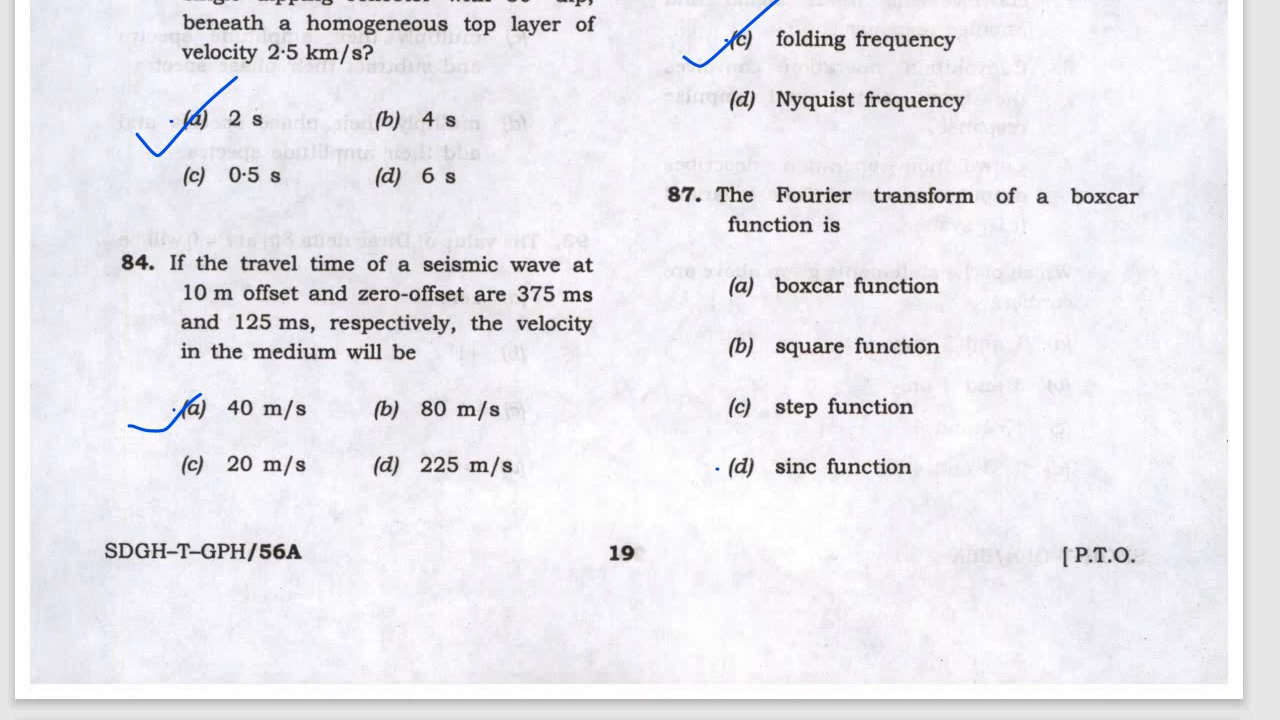 beneath a homogeneous top layer of
velocity 2·5 km/s?
(a) 2 s (b) 4 s
(c) 0·5 s (d) 6 s
84. If the travel time of a seismic wave at
10 m offset and zero-offset are 375 ms
and 125 ms, respectively, the velocity
in the medium will be
(a) 40 m/s (b) 80 m/s
(c) 20 m/s (d) 225 m/s
(c) folding frequency
(d) Nyquist frequency
87. The Fourier transform of a boxcar
function is
(a) boxcar function
(b) square function
(c) step function
(d) sinc function
SDGH–T–GPH/56A 19 [ P.T.O.